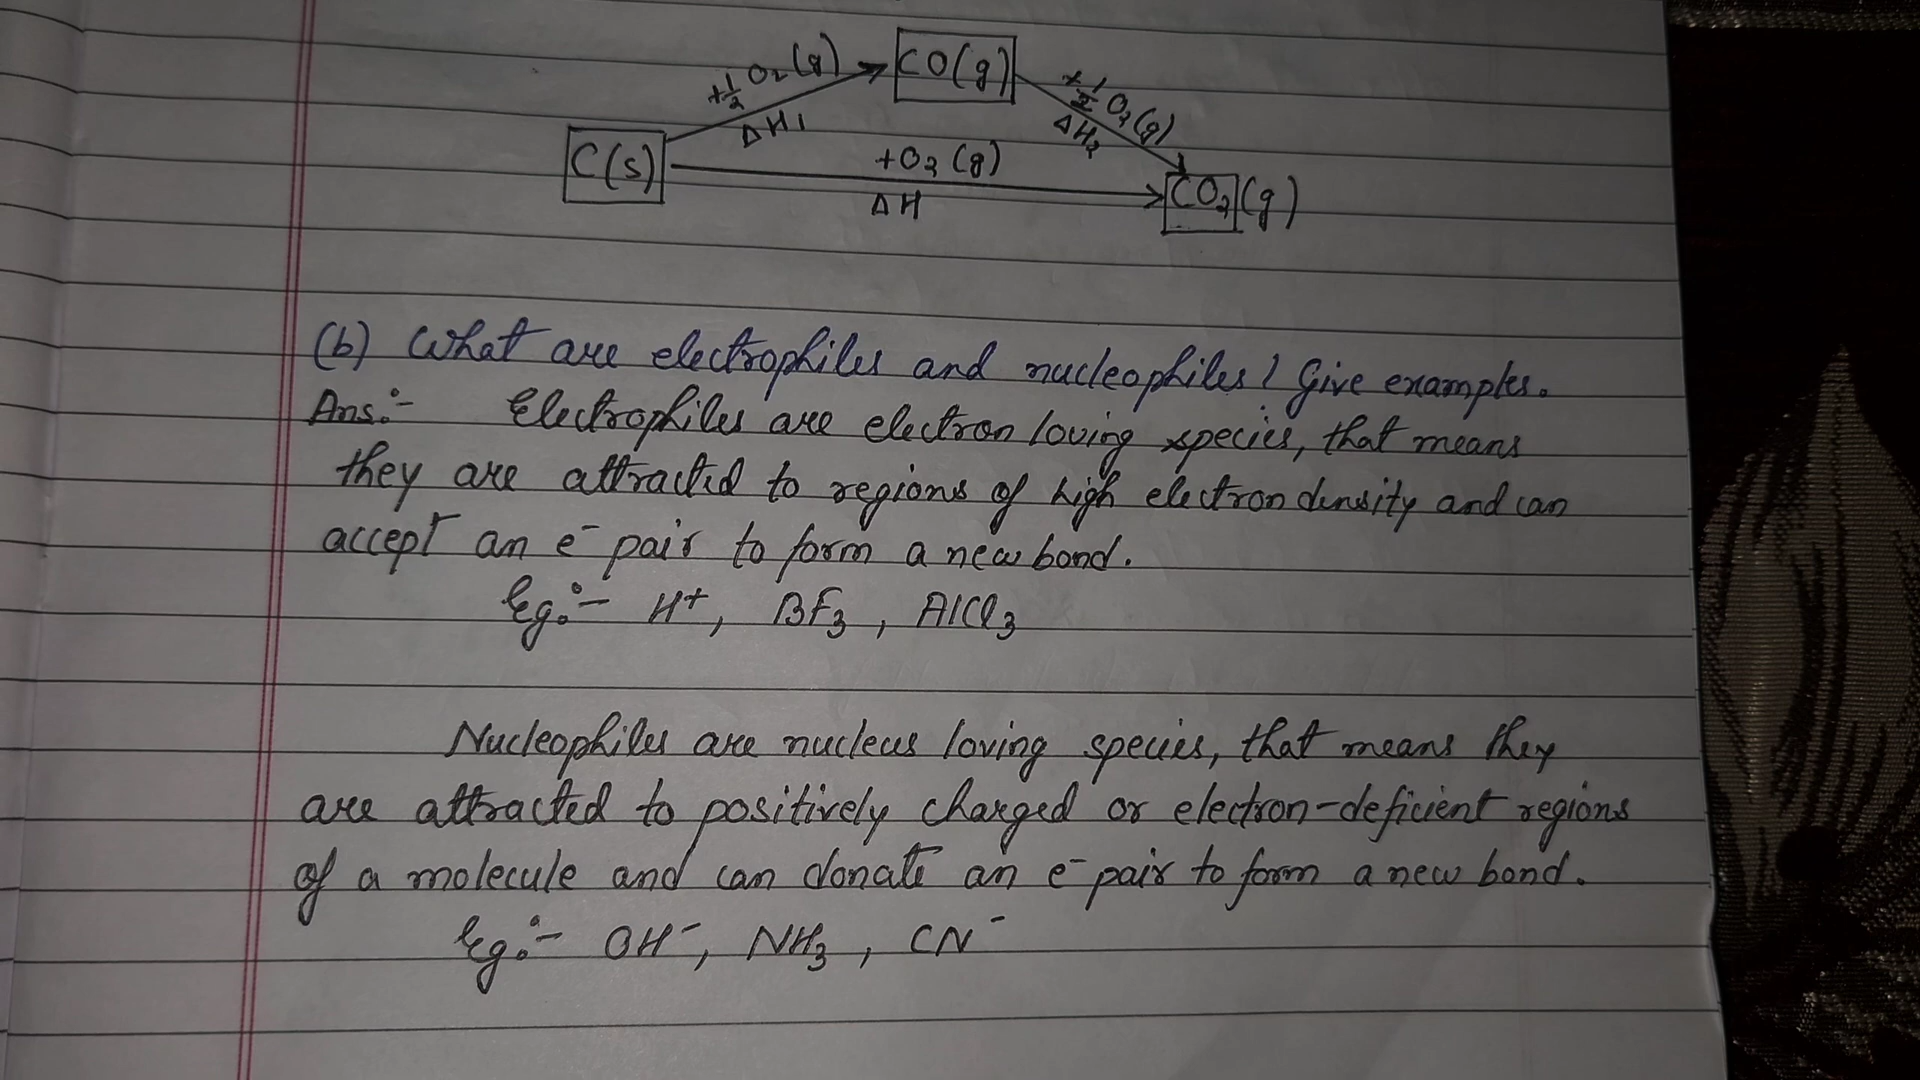 +½ O₂(g) CO(g) +½ O₂(g)
ΔH₁ ΔH₂
C(s) +O₂(g)
ΔH CO₂(g)
(b) What are electrophiles and nucleophiles? Give examples.
Ans:- Electrophiles are electron loving species, that means
they are attracted to regions of high electron density and can
accept an e⁻ pair to form a new bond.
Eg:- H⁺, BF₃, AlCl₃
Nucleophiles are nucleus loving species, that means they
are attracted to positively charged or electron-deficient regions
of a molecule and can donate an e⁻ pair to form a new bond.
Eg:- OH⁻, NH₃, CN⁻